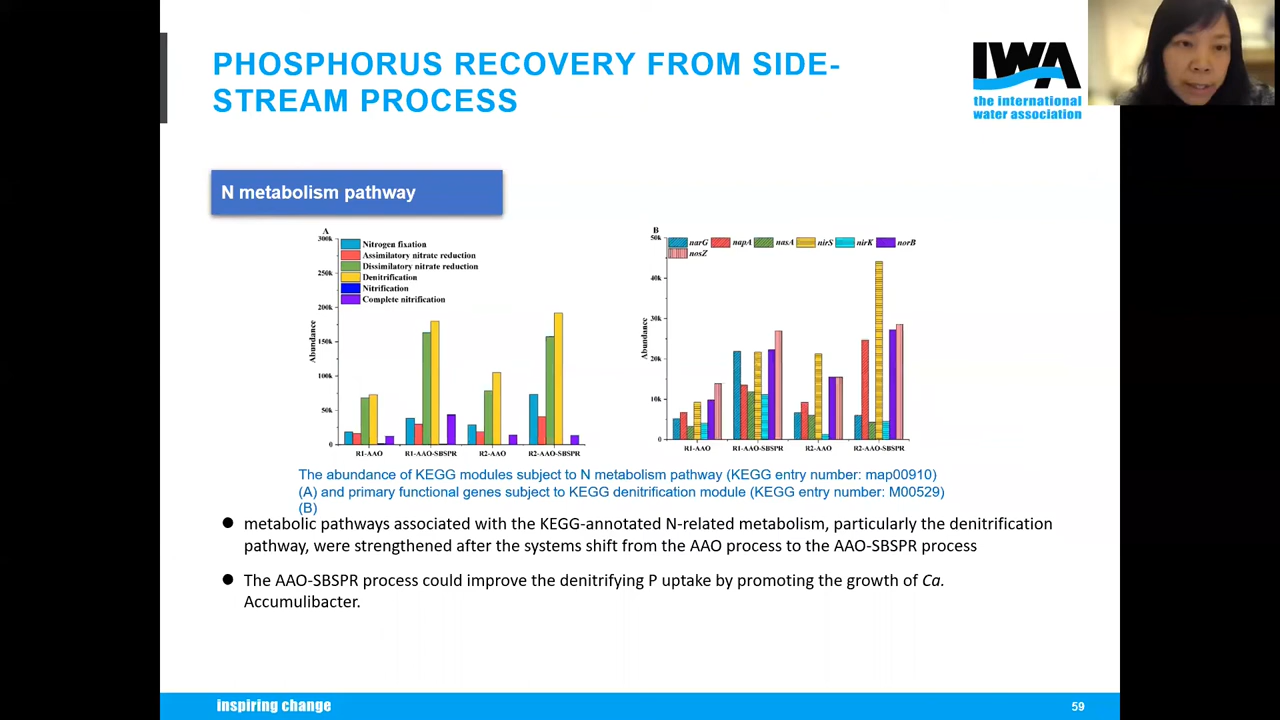 PHOSPHORUS RECOVERY FROM SIDE-
STREAM PROCESS
IWA
the international
water association
N metabolism pathway
A
300k
250k
200k
150k
100k
50k
0
Abundance
Nitrogen fixation
Assimilatory nitrate reduction
Dissimilatory nitrate reduction
Denitrification
Nitrification
Complete nitrification
R1-AAO R1-AAO-SBSPR R2-AAO R2-AAO-SBSPR
B
50k
40k
30k
20k
10k
0
Abundance
narG napA nasA nirS nirK norB
nosZ
R1-AAO R1-AAO-SBSPR R2-AAO R2-AAO-SBSPR
The abundance of KEGG modules subject to N metabolism pathway (KEGG entry number: map00910)
(A) and primary functional genes subject to KEGG denitrification module (KEGG entry number: M00529)
(B)
● metabolic pathways associated with the KEGG-annotated N-related metabolism, particularly the denitrification
pathway, were strengthened after the systems shift from the AAO process to the AAO-SBSPR process
● The AAO-SBSPR process could improve the denitrifying P uptake by promoting the growth of Ca.
Accumulibacter.
inspiring change
59